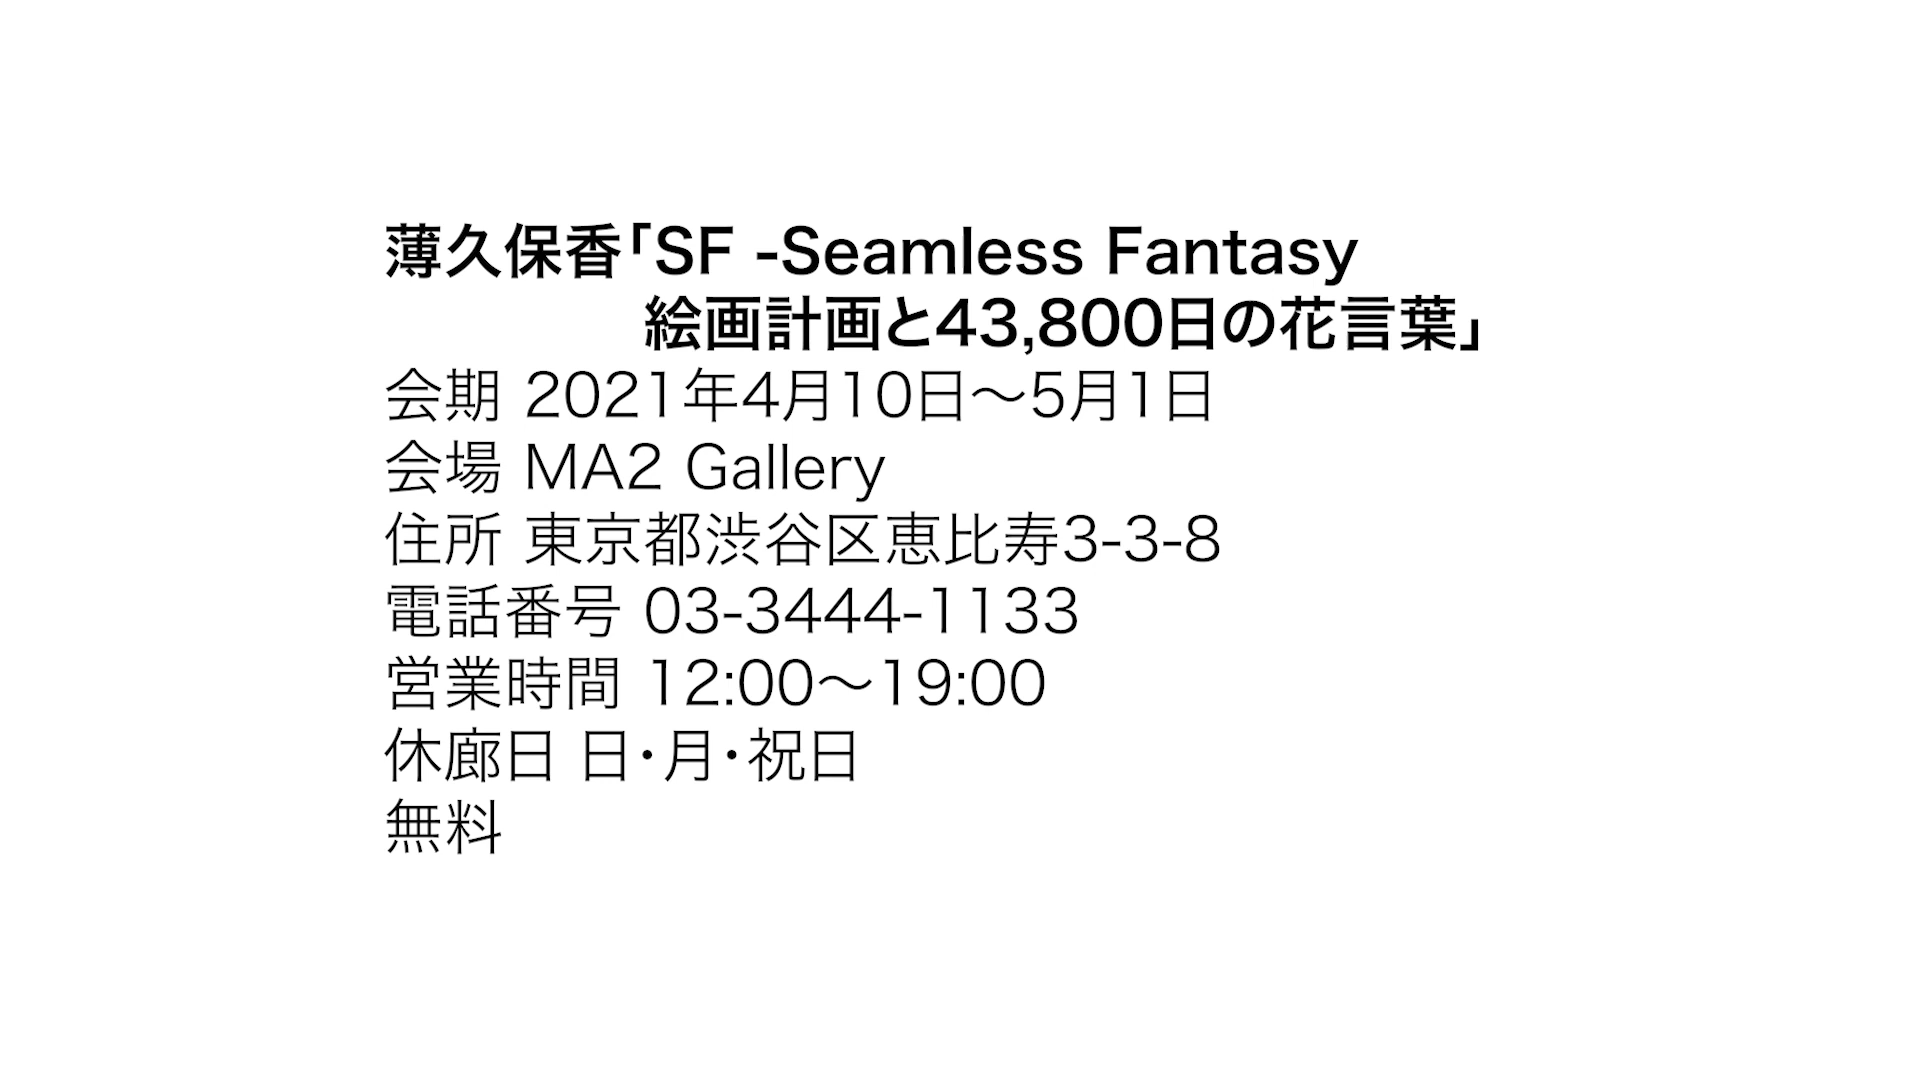 薄久保香「SF -Seamless Fantasy
絵画計画と43,800日の花言葉」
会期 2021年4月10日〜5月1日
会場 MA2 Gallery
住所 東京都渋谷区恵比寿3-3-8
電話番号 03-3444-1133
営業時間 12:00〜19:00
休廊日 日・月・祝日
無料